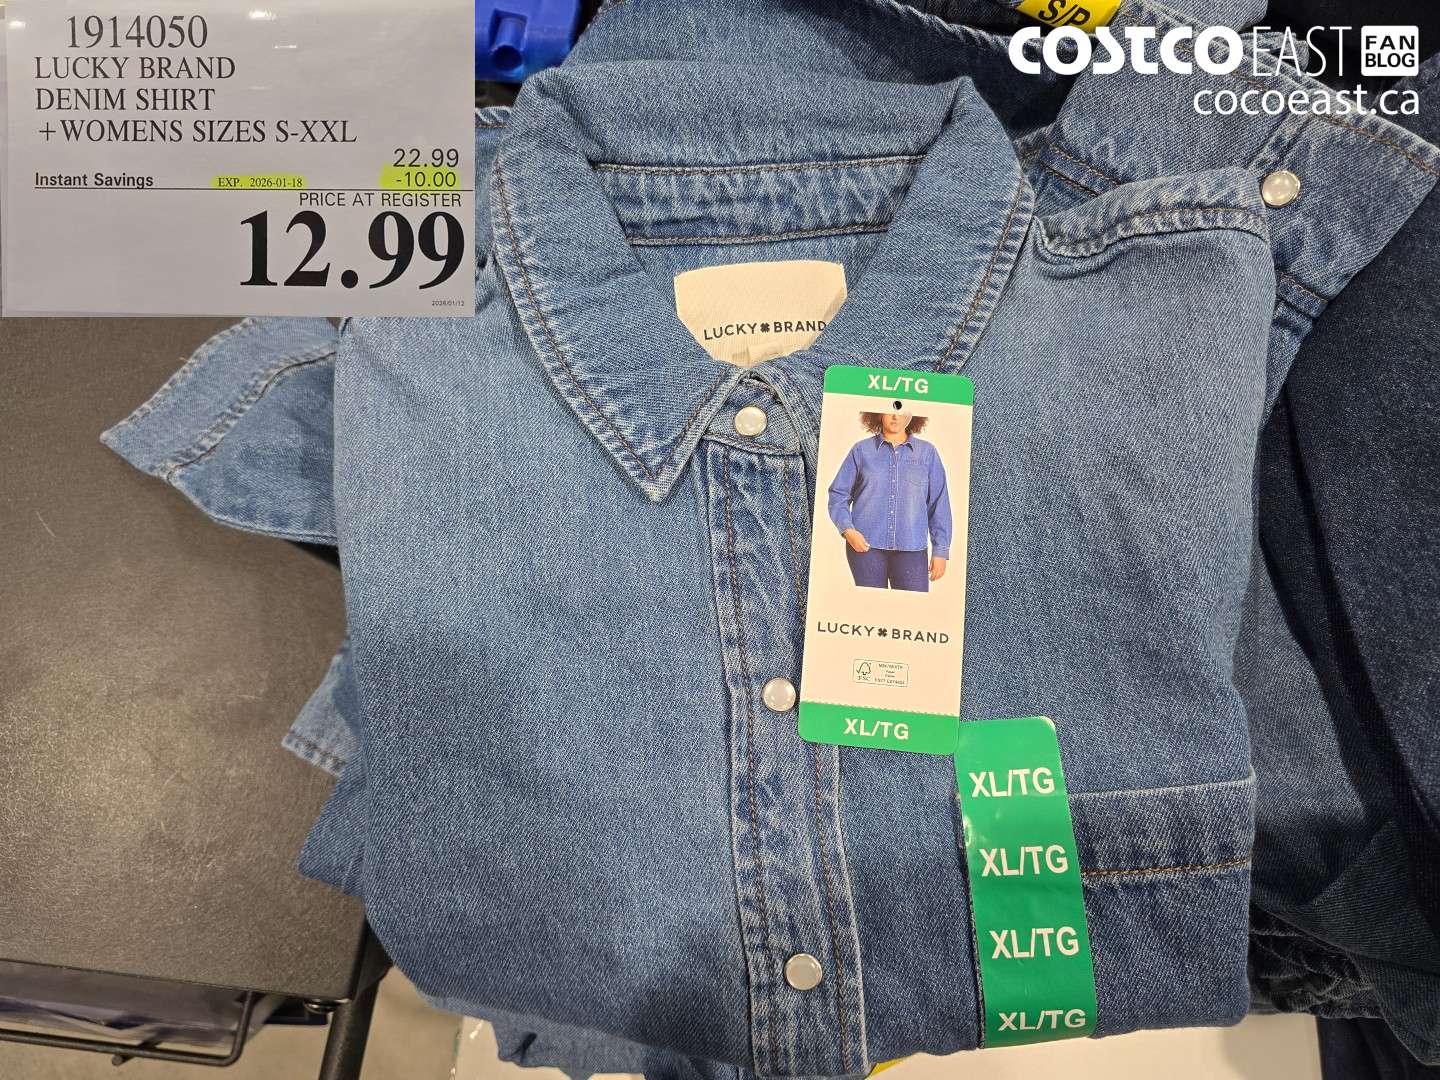 1914050
LUCKY BRAND
DENIM SHIRT
+WOMENS SIZES S-XXL
22.99
Instant Savings EXP. 2026-01-18 -10.00
PRICE AT REGISTER
12.99
2026/01/12
S/P
COSTCO EAST FAN BLOG
cocoeast.ca
LUCKY BRAND
XL/TG
LUCKY BRAND
FSC
XL/TG
XL/TG
XL/TG
XL/TG
XL/TG